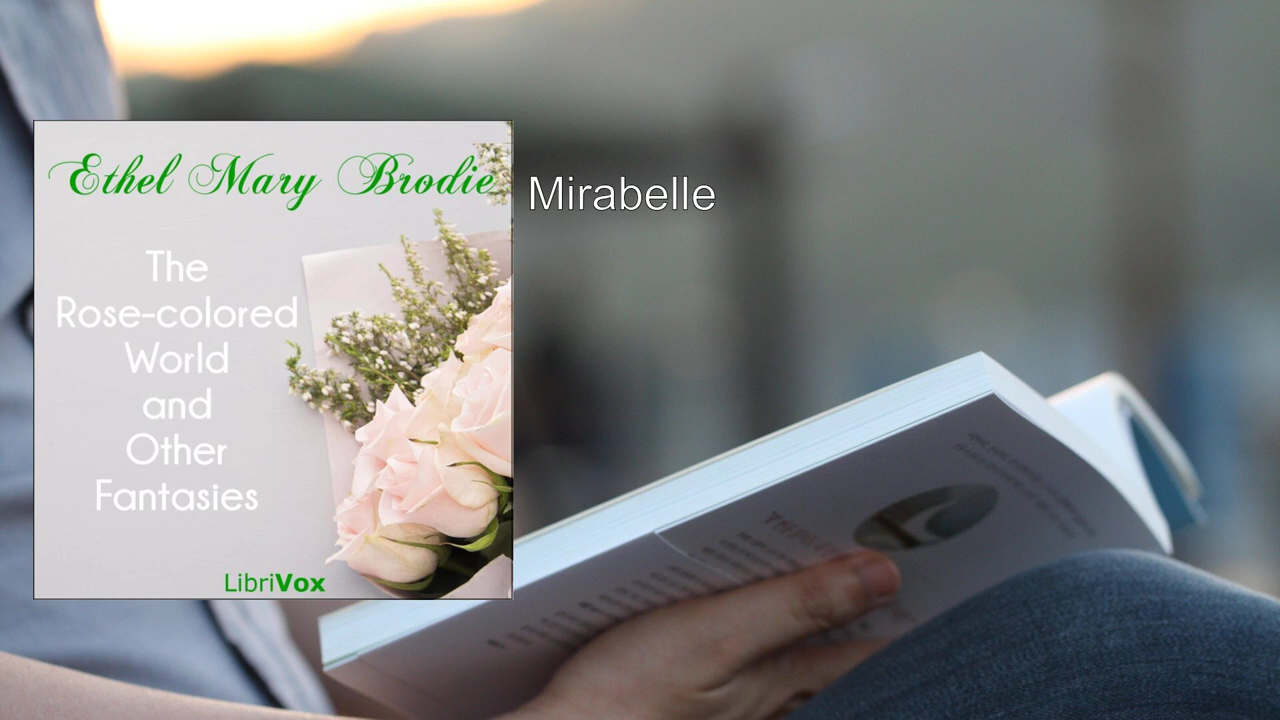 Ethel Mary Brodie
Mirabelle
The
Rose-colored
World
and
Other
Fantasies
LibriVox